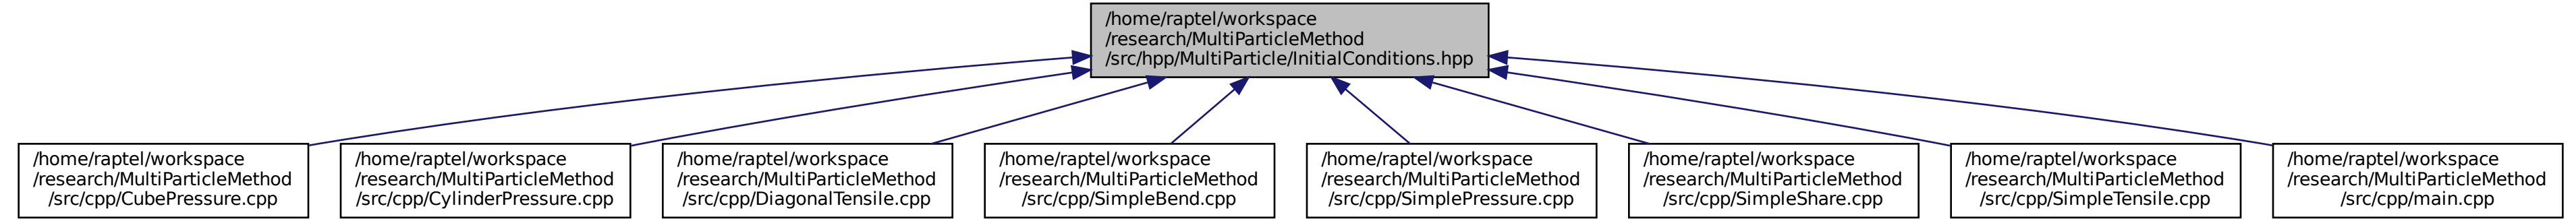 /home/raptel/workspace
/research/MultiParticleMethod
/src/hpp/MultiParticle/InitialConditions.hpp
/home/raptel/workspace
/research/MultiParticleMethod
/src/cpp/CubePressure.cpp
/home/raptel/workspace
/research/MultiParticleMethod
/src/cpp/CylinderPressure.cpp
/home/raptel/workspace
/research/MultiParticleMethod
/src/cpp/DiagonalTensile.cpp
/home/raptel/workspace
/research/MultiParticleMethod
/src/cpp/SimpleBend.cpp
/home/raptel/workspace
/research/MultiParticleMethod
/src/cpp/SimplePressure.cpp
/home/raptel/workspace
/research/MultiParticleMethod
/src/cpp/SimpleShare.cpp
/home/raptel/workspace
/research/MultiParticleMethod
/src/cpp/SimpleTensile.cpp
/home/raptel/workspace
/research/MultiParticleMethod
/src/cpp/main.cpp